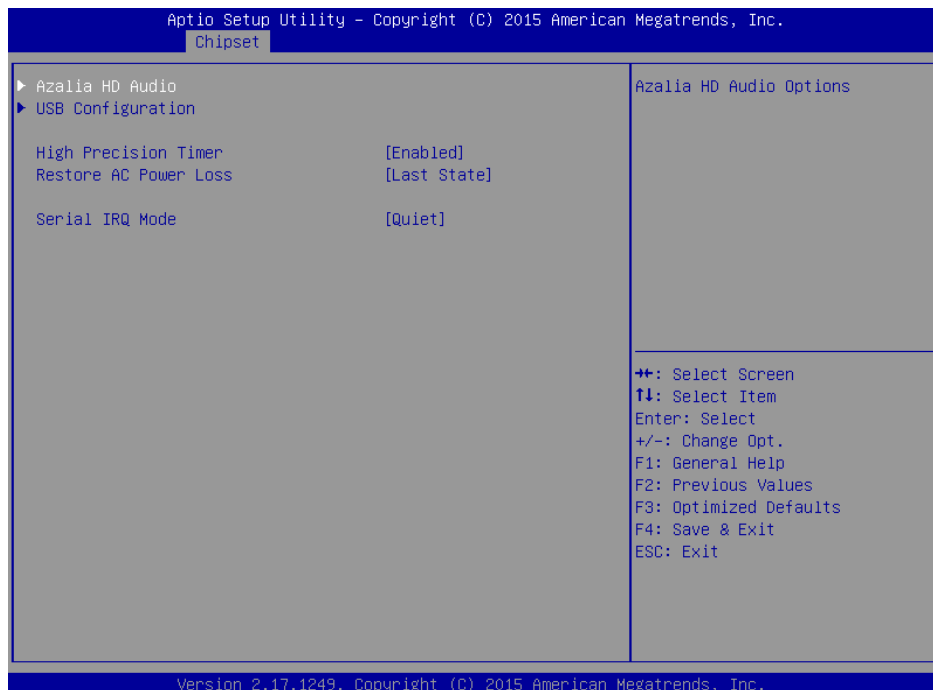 Aptio Setup Utility – Copyright (C) 2015 American Megatrends, Inc.
Chipset
Azalia HD Audio
USB Configuration
High Precision Timer [Enabled]
Restore AC Power Loss [Last State]
Serial IRQ Mode [Quiet]
Azalia HD Audio Options
→←: Select Screen
↑↓: Select Item
Enter: Select
+/-: Change Opt.
F1: General Help
F2: Previous Values
F3: Optimized Defaults
F4: Save & Exit
ESC: Exit
Version 2.17.1249. Copyright (C) 2015 American Megatrends, Inc.